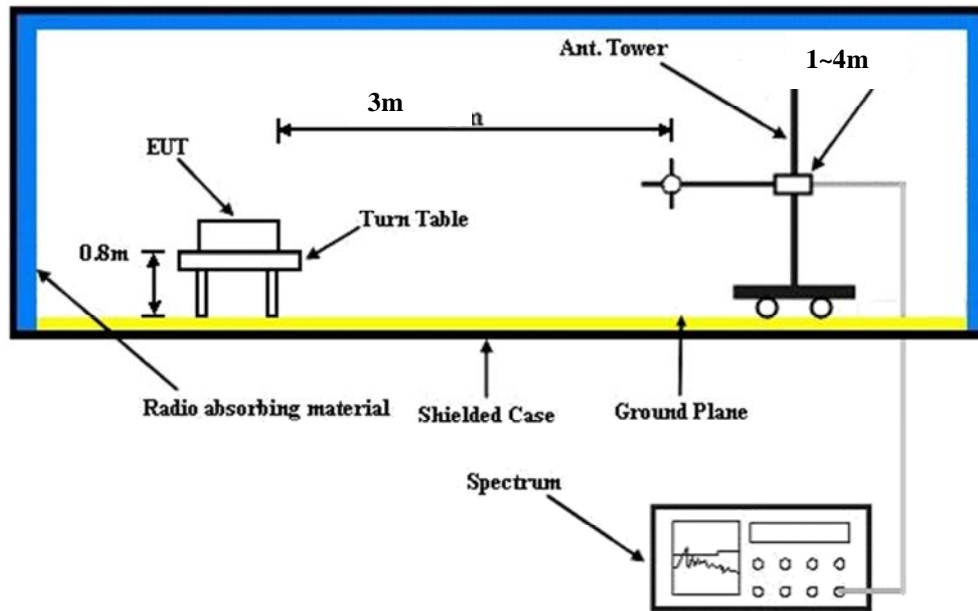 Ant. Tower
1~4m
3m
n
EUT
Turn Table
0.8m
Radio absorbing material
Shielded Case
Ground Plane
Spectrum